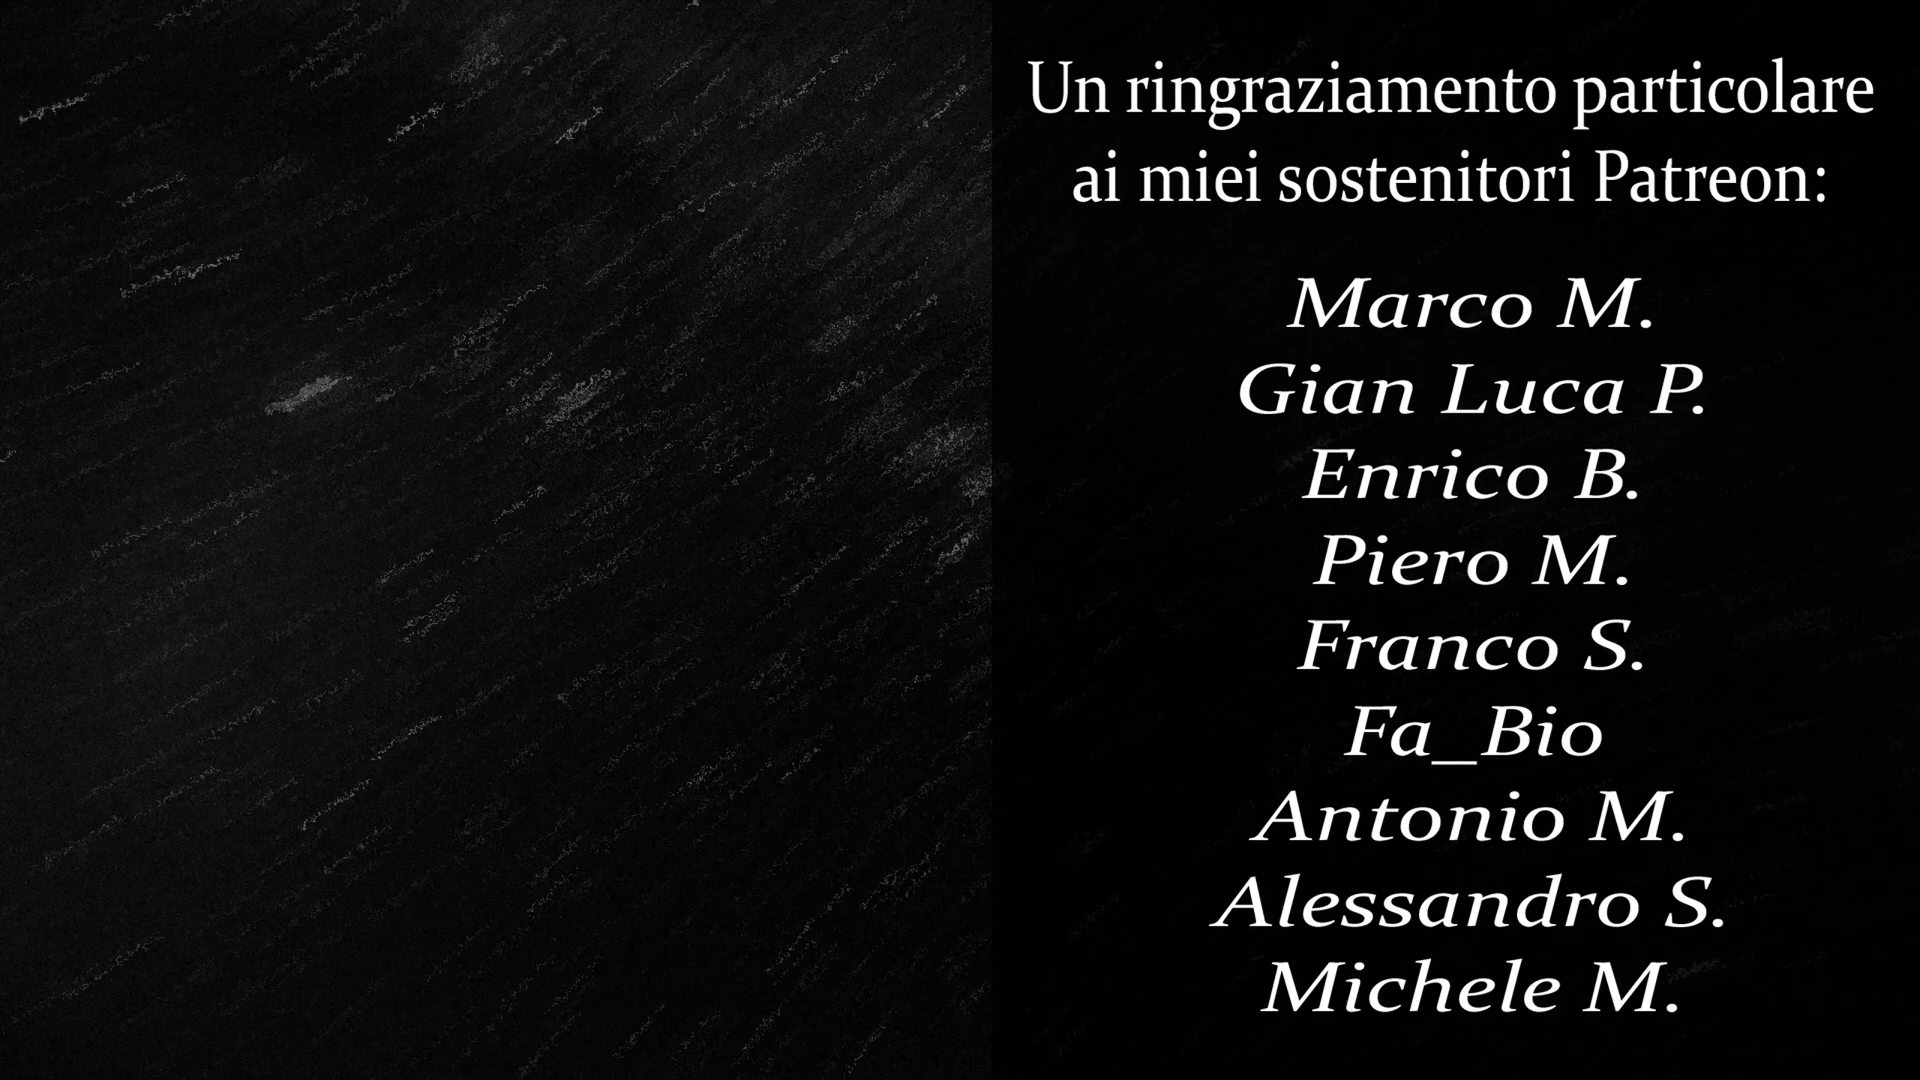 Un ringraziamento particolare
ai miei sostenitori Patreon:
Marco M.
Gian Luca P.
Enrico B.
Piero M.
Franco S.
Fa_Bio
Antonio M.
Alessandro S.
Michele M.